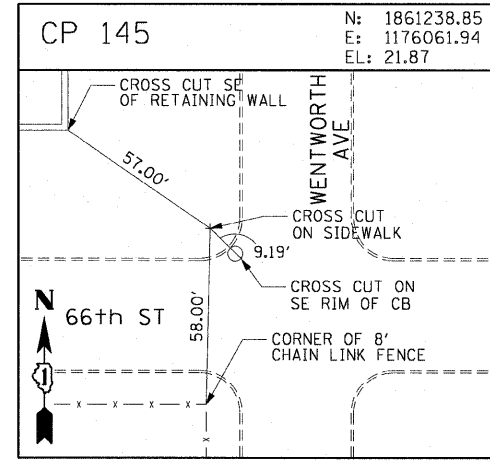 CP 145
N: 1861238.85
E: 1176061.94
EL: 21.87
CROSS CUT SE
OF RETAINING WALL
WENTWORTH
AVE
57.00'
CROSS CUT
ON SIDEWALK
9.19'
CROSS CUT ON
SE RIM OF CB
N
66th ST
58.00'
CORNER OF 8'
CHAIN LINK FENCE
1
x x x x
x